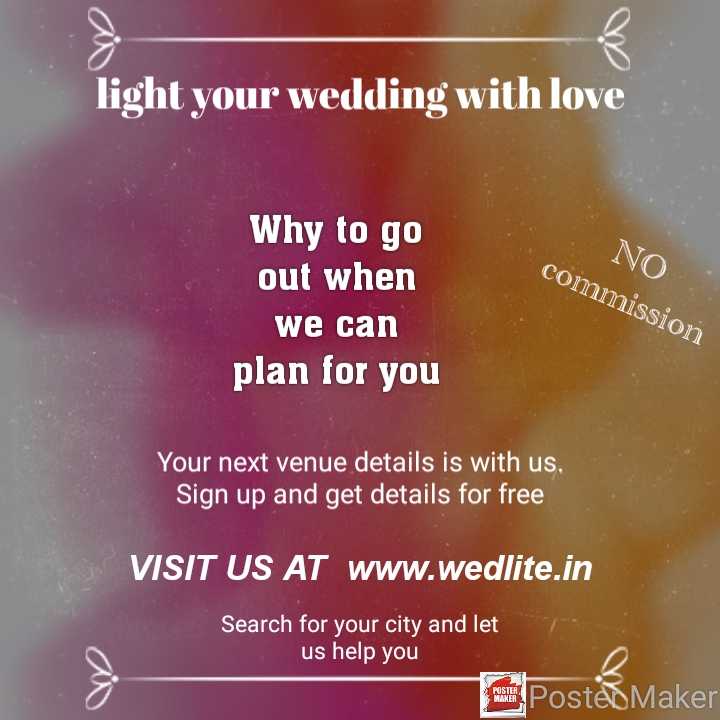 light your wedding with love
Why to go
out when
we can
plan for you
NO
commission
Your next venue details is with us.
Sign up and get details for free
VISIT US AT www.wedlite.in
Search for your city and let
us help you
POSTER
MAKER
Poster Maker